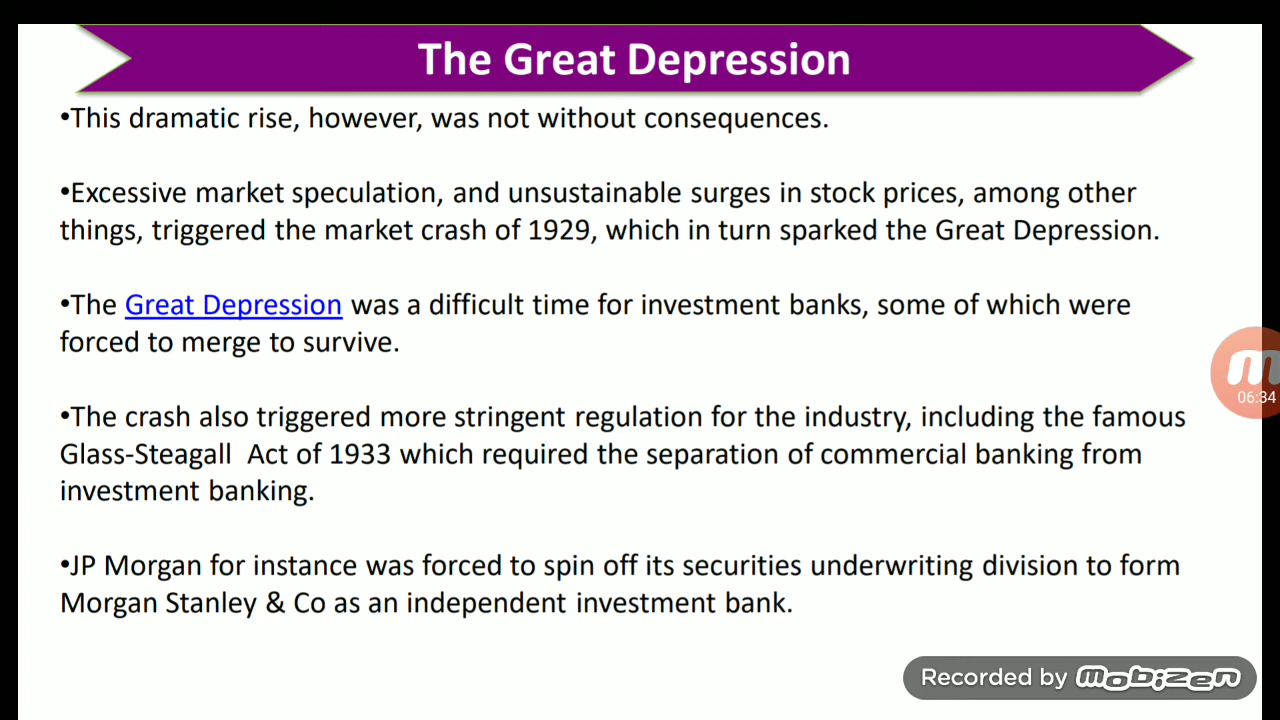 The Great Depression
•This dramatic rise, however, was not without consequences.
•Excessive market speculation, and unsustainable surges in stock prices, among other
things, triggered the market crash of 1929, which in turn sparked the Great Depression.
•The Great Depression was a difficult time for investment banks, some of which were
forced to merge to survive.
•The crash also triggered more stringent regulation for the industry, including the famous
Glass-Steagall  Act of 1933 which required the separation of commercial banking from
investment banking.
•JP Morgan for instance was forced to spin off its securities underwriting division to form
Morgan Stanley & Co as an independent investment bank.
m
06:34
Recorded by mobizen